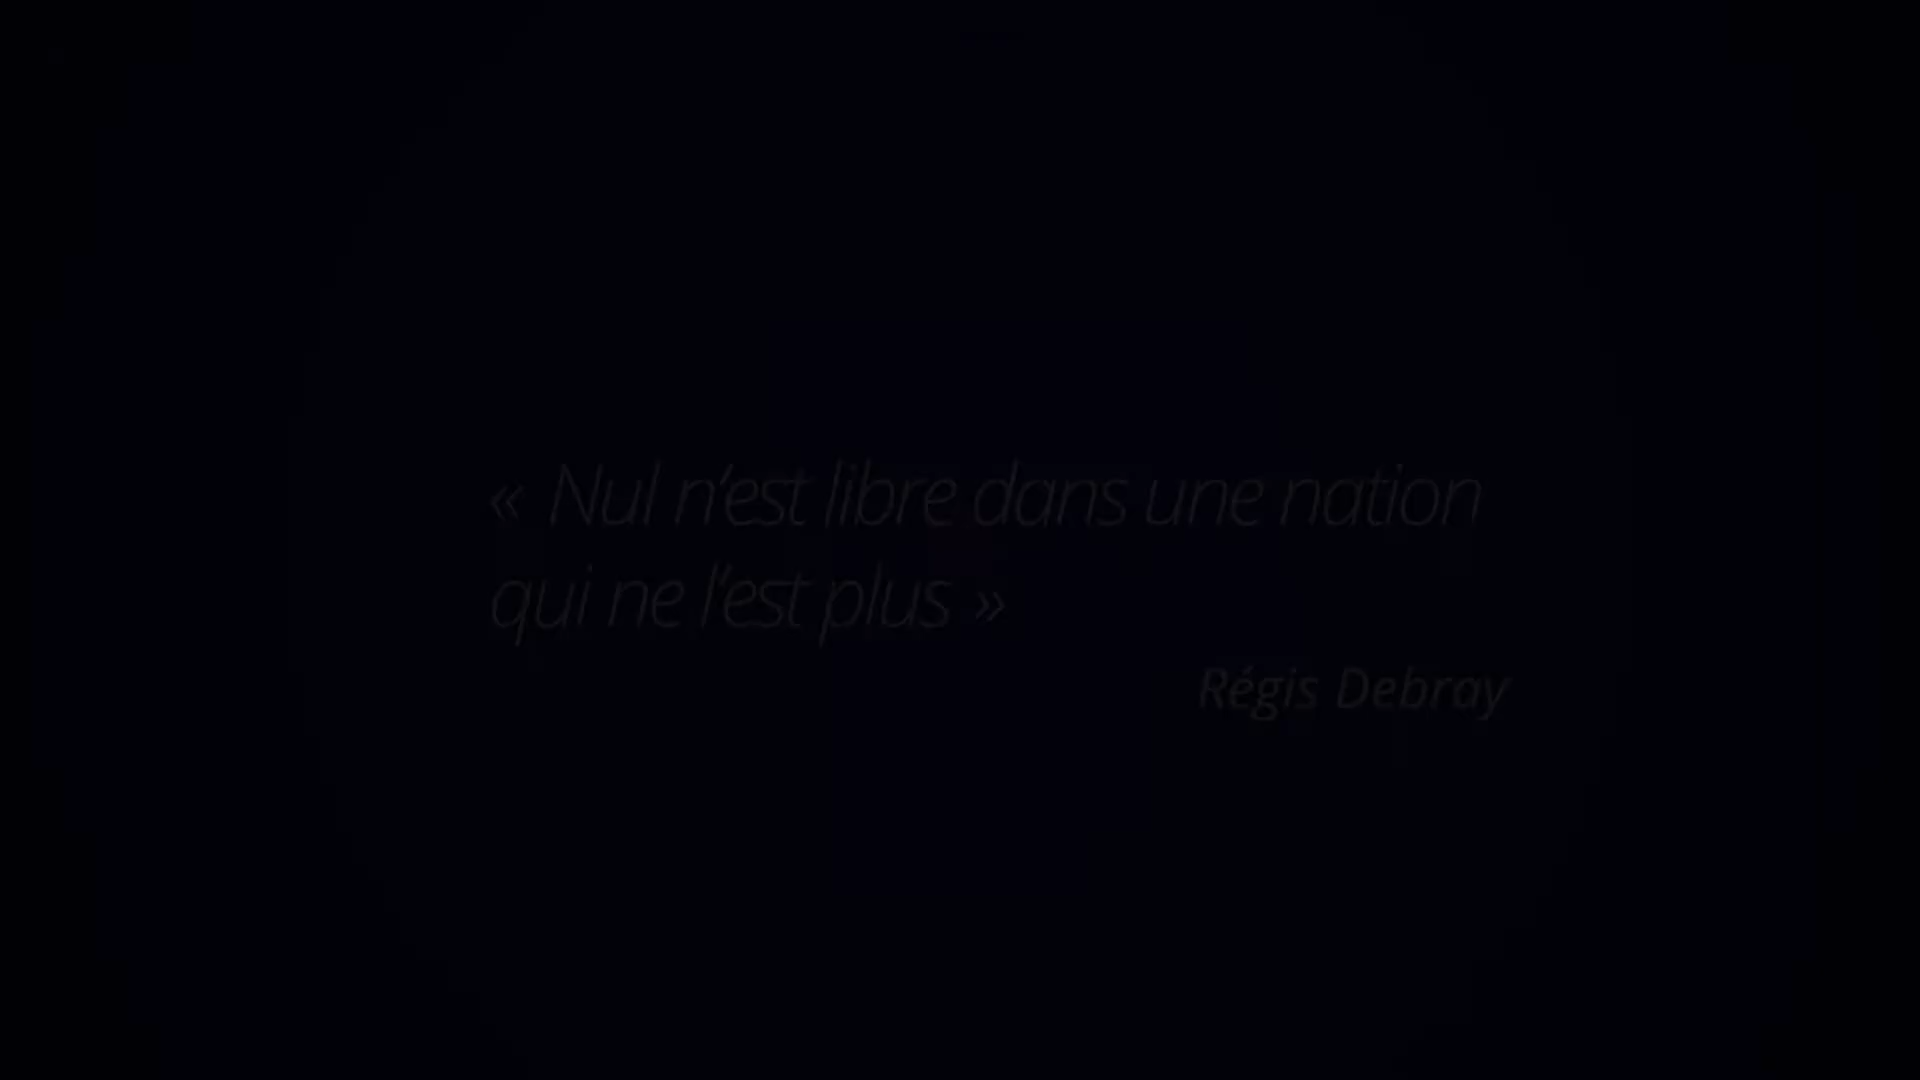 « Nul n’est libre dans une nation
qui ne l’est plus »
Régis Debray